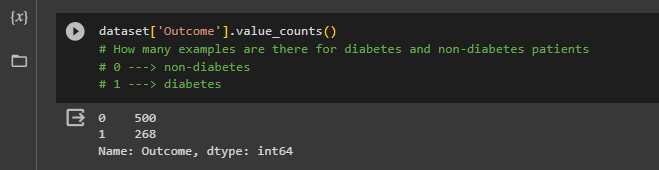 {x}
dataset['Outcome'].value_counts()
# How many examples are there for diabetes and non-diabetes patients
# 0 ---> non-diabetes
# 1 ---> diabetes
0    500
1    268
Name: Outcome, dtype: int64